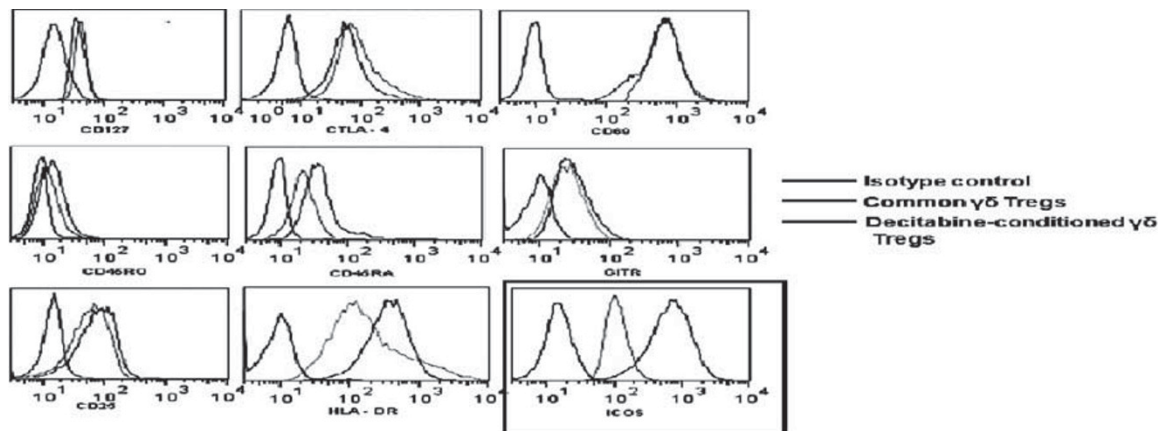 10¹ 10² 10³ 10⁴
CD127
4 10⁰ 10¹ 10² 10³ 10⁴
CTLA - 4
10¹ 10² 10³ 10⁴
CD69
10¹ 10² 10³ 10⁴
CD45RO
10¹ 10² 10³ 10⁴
CD45RA
10¹ 10² 10³ 10⁴
GITR
Isotype control
Common γδ Tregs
Decitabine-conditioned γδ
Tregs
10¹ 10² 10³ 10⁴
CD25
10¹ 10² 10³ 10⁴
HLA - DR
10¹ 10² 10³ 10⁴
ICOS